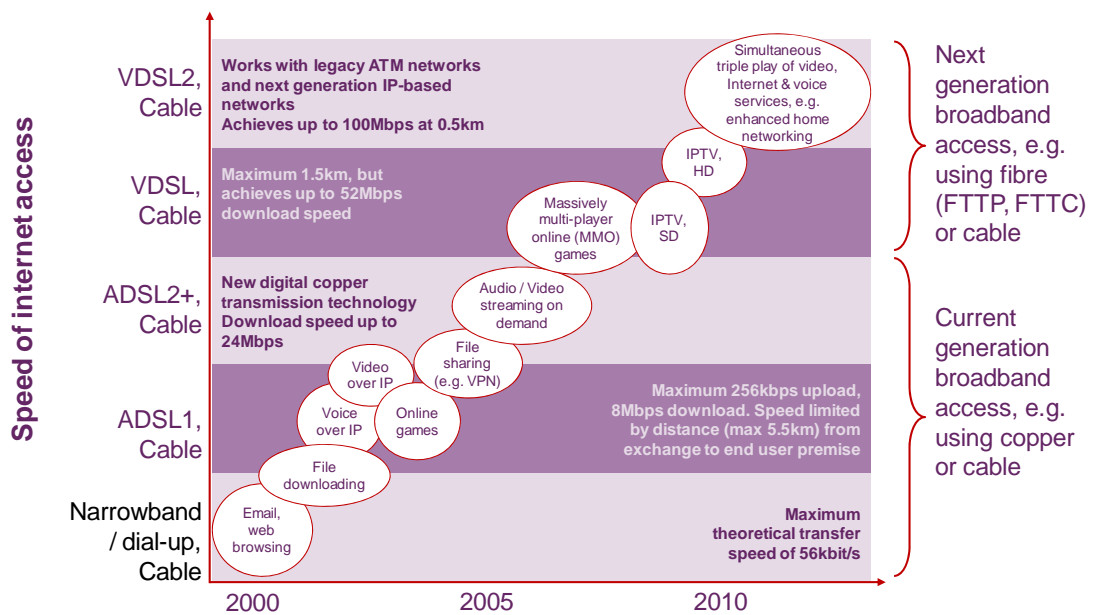 Speed of internet access
VDSL2,
Cable
Works with legacy ATM networks
and next generation IP-based
networks
Achieves up to 100Mbps at 0.5km
Simultaneous
triple play of video,
Internet & voice
services, e.g.
enhanced home
networking
Next
generation
broadband
access, e.g.
using fibre
(FTTP, FTTC)
or cable
VDSL,
Cable
Maximum 1.5km, but
achieves up to 52Mbps
download speed
IPTV,
HD
Massively
multi-player
online (MMO)
games
IPTV,
SD
ADSL2+,
Cable
New digital copper
transmission technology
Download speed up to
24Mbps
Audio / Video
streaming on
demand
Current
generation
broadband
access, e.g.
using copper
or cable
ADSL1,
Cable
Video
over IP
File
sharing
(e.g. VPN)
Voice
over IP
Online
games
Maximum 256kbps upload,
8Mbps download. Speed limited
by distance (max 5.5km) from
exchange to end user premise
File
downloading
Narrowband
/ dial-up,
Cable
Email,
web
browsing
Maximum
theoretical transfer
speed of 56kbit/s
2000
2005
2010